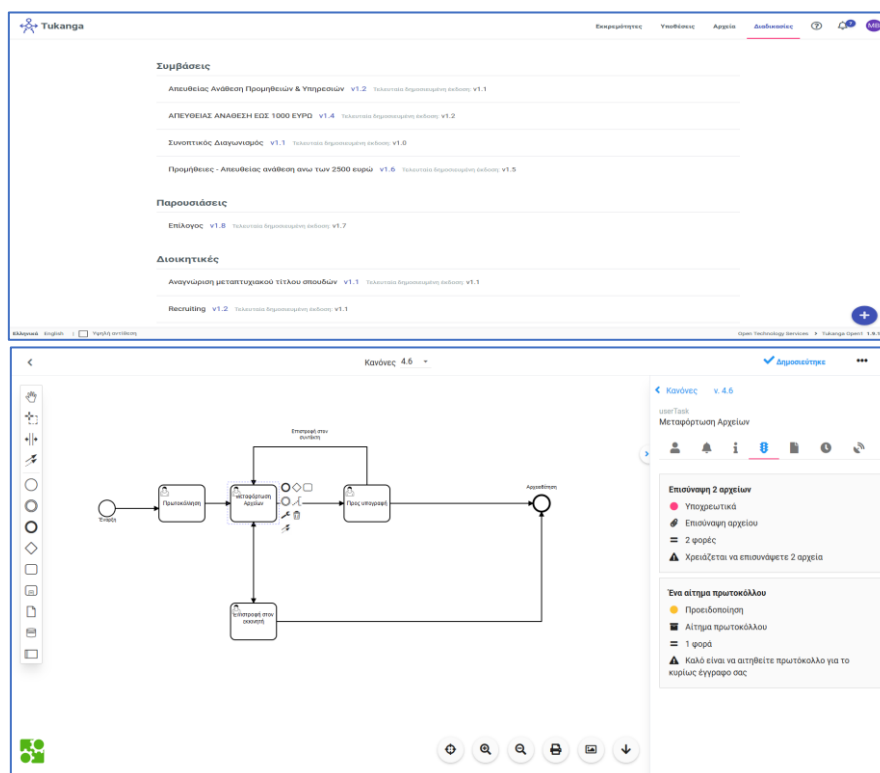 Tukanga
Εκκρεμότητες Υποθέσεις Αρχεία Διαδικασίες
Συμβάσεις
Απευθείας Ανάθεση Προμηθειών & Υπηρεσιών v1.2 Τελευταία δημοσιευμένη έκδοση: v1.1
ΑΠΕΥΘΕΙΑΣ ΑΝΑΘΕΣΗ ΕΩΣ 1000 ΕΥΡΩ v1.4 Τελευταία δημοσιευμένη έκδοση: v1.2
Συνοπτικός Διαγωνισμός v1.1 Τελευταία δημοσιευμένη έκδοση: v1.0
Προμήθειες - Απευθείας ανάθεση ανω των 2500 ευρώ v1.6 Τελευταία δημοσιευμένη έκδοση: v1.5
Παρουσιάσεις
Επίλογος v1.8 Τελευταία δημοσιευμένη έκδοση: v1.7
Διοικητικές
Αναγνώριση μεταπτυχιακού τίτλου σπουδών v1.1 Τελευταία δημοσιευμένη έκδοση: v1.1
Recruiting v1.2 Τελευταία δημοσιευμένη έκδοση: v1.1
Ελληνικά English Υψηλή αντίθεση
Open Technology Services Tukanga Open1 1.9.1
Κανόνες 4.6
Δημοσιεύτηκε
Κανόνες v. 4.6
userTask
Μεταφόρτωση Αρχείων
Επιστροφή στον
συντάκτη
Αρχειοθέτηση
Πρωτοκόλληση
Μεταφόρτωση
Αρχείων
Προς υπογραφή
Έναρξη
Επιστροφή στον
εκκινητή
Επισύναψη 2 αρχείων
Υποχρεωτικά
Επισύναψη αρχείου
2 φορές
Χρειάζεται να επισυνάψετε 2 αρχεία
Ένα αίτημα πρωτοκόλλου
Προειδοποίηση
Αίτημα πρωτοκόλλου
1 φορά
Καλό είναι να αιτηθείτε πρωτόκολλο για το
κυρίως έγγραφο σας